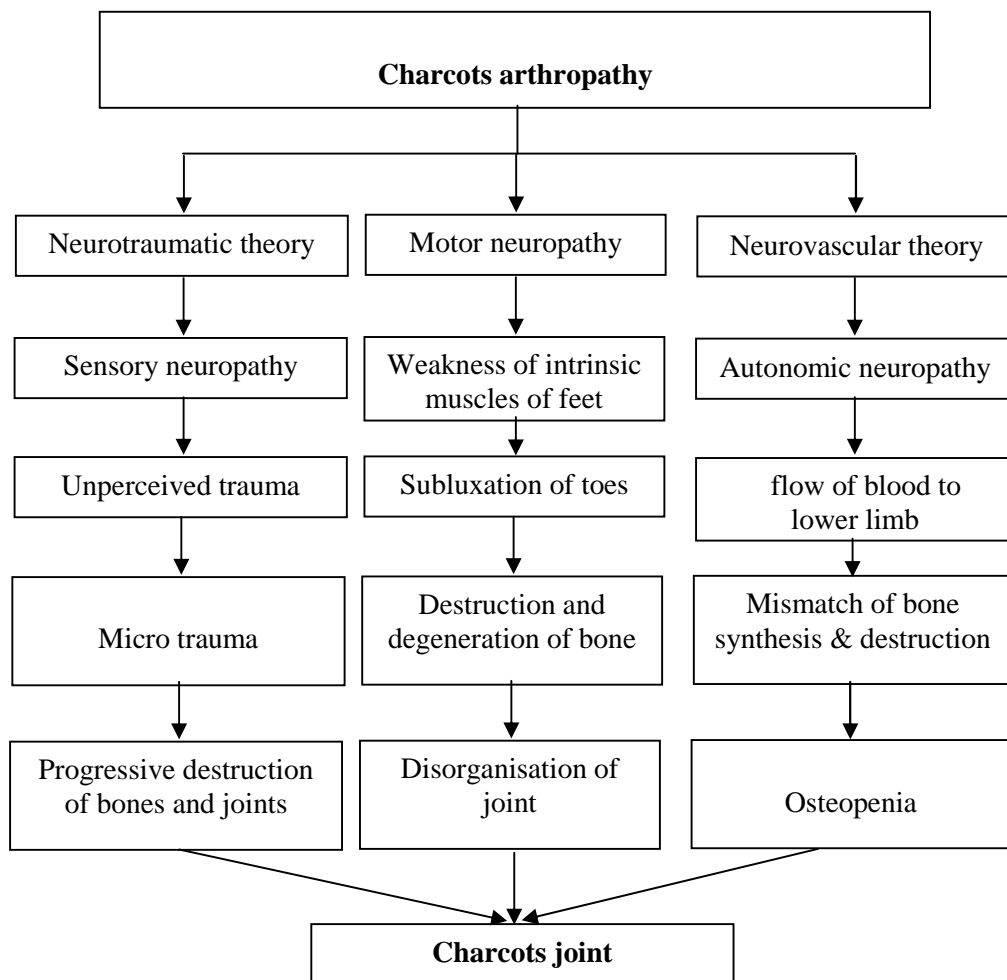 Charcots arthropathy
Neurotraumatic theory
Motor neuropathy
Neurovascular theory
Sensory neuropathy
Weakness of intrinsic
muscles of feet
Autonomic neuropathy
Unperceived trauma
Subluxation of toes
flow of blood to
lower limb
Micro trauma
Destruction and
degeneration of bone
Mismatch of bone
synthesis & destruction
Progressive destruction
of bones and joints
Disorganisation of
joint
Osteopenia
Charcots joint